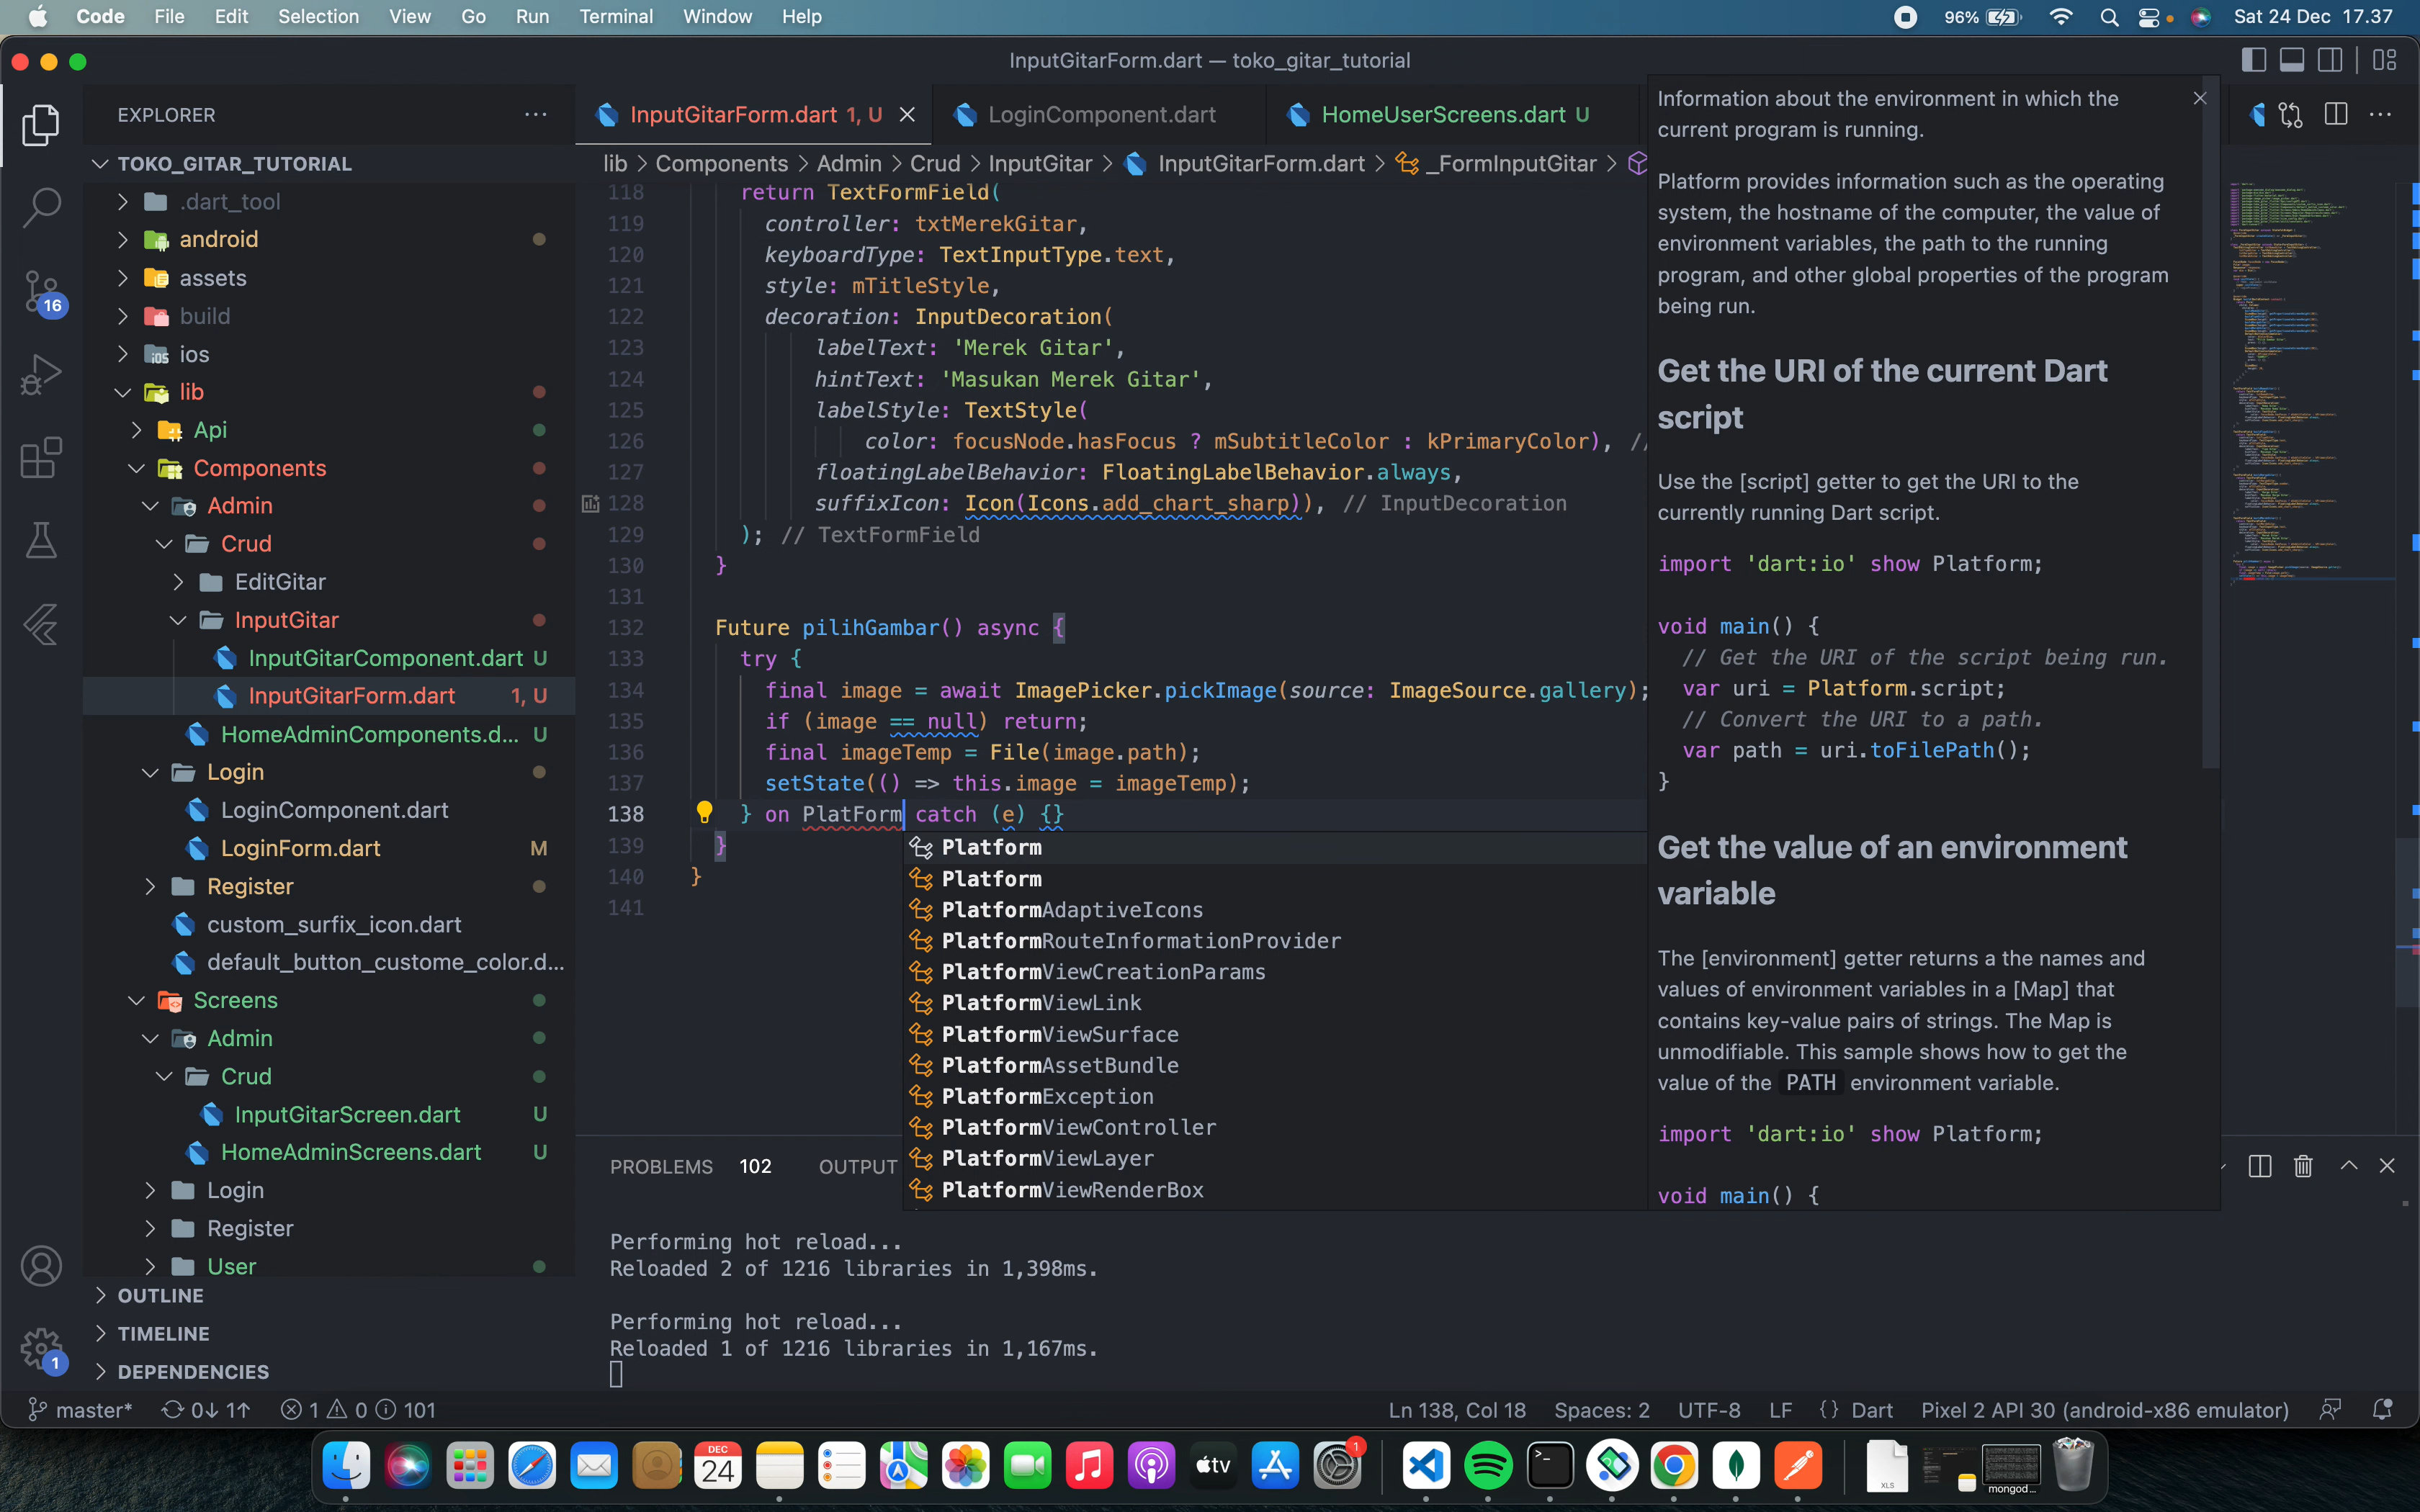 Code File Edit Selection View Go Run Terminal Window Help 96% Sat 24 Dec 17.37
InputGitarForm.dart — toko_gitar_tutorial
EXPLORER
TOKO_GITAR_TUTORIAL
.dart_tool
android
assets
build
ios
lib
Api
Components
Admin
Crud
EditGitar
InputGitar
InputGitarComponent.dart U
InputGitarForm.dart 1, U
HomeAdminComponents.d... U
Login
LoginComponent.dart
LoginForm.dart M
Register
custom_surfix_icon.dart
default_button_custome_color.d...
Screens
Admin
Crud
InputGitarScreen.dart U
HomeAdminScreens.dart U
Login
Register
User
OUTLINE
TIMELINE
DEPENDENCIES
16
1
InputGitarForm.dart 1, U LoginComponent.dart HomeUserScreens.dart U
lib > Components > Admin > Crud > InputGitar > InputGitarForm.dart > _FormInputGitar >
118 return TextFormField(
119 controller: txtMerekGitar,
120 keyboardType: TextInputType.text,
121 style: mTitleStyle,
122 decoration: InputDecoration(
123 labelText: 'Merek Gitar',
124 hintText: 'Masukan Merek Gitar',
125 labelStyle: TextStyle(
126 color: focusNode.hasFocus ? mSubtitleColor : kPrimaryColor), //
127 floatingLabelBehavior: FloatingLabelBehavior.always,
128 suffixIcon: Icon(Icons.add_chart_sharp)), // InputDecoration
129 ); // TextFormField
130 }
131
132 Future pilihGambar() async {
133 try {
134 final image = await ImagePicker.pickImage(source: ImageSource.gallery);
135 if (image == null) return;
136 final imageTemp = File(image.path);
137 setState(() => this.image = imageTemp);
138 } on PlatForm catch (e) {}
139 }
140 }
141
Platform
Platform
PlatformAdaptiveIcons
PlatformRouteInformationProvider
PlatformViewCreationParams
PlatformViewLink
PlatformViewSurface
PlatformAssetBundle
PlatformException
PlatformViewController
PlatformViewLayer
PlatformViewRenderBox
Information about the environment in which the
current program is running.
Platform provides information such as the operating
system, the hostname of the computer, the value of
environment variables, the path to the running
program, and other global properties of the program
being run.
Get the URI of the current Dart
script
Use the [script] getter to get the URI to the
currently running Dart script.
import 'dart:io' show Platform;
void main() {
// Get the URI of the script being run.
var uri = Platform.script;
// Convert the URI to a path.
var path = uri.toFilePath();
}
Get the value of an environment
variable
The [environment] getter returns a the names and
values of environment variables in a [Map] that
contains key-value pairs of strings. The Map is
unmodifiable. This sample shows how to get the
value of the PATH environment variable.
import 'dart:io' show Platform;
void main() {
PROBLEMS 102 OUTPUT
Performing hot reload...
Reloaded 2 of 1216 libraries in 1,398ms.
Performing hot reload...
Reloaded 1 of 1216 libraries in 1,167ms.
master* 0↓ 1↑ 1 0 101 Ln 138, Col 18 Spaces: 2 UTF-8 LF {} Dart Pixel 2 API 30 (android-x86 emulator)
DEC
24
tv
1
XLS
mongod...